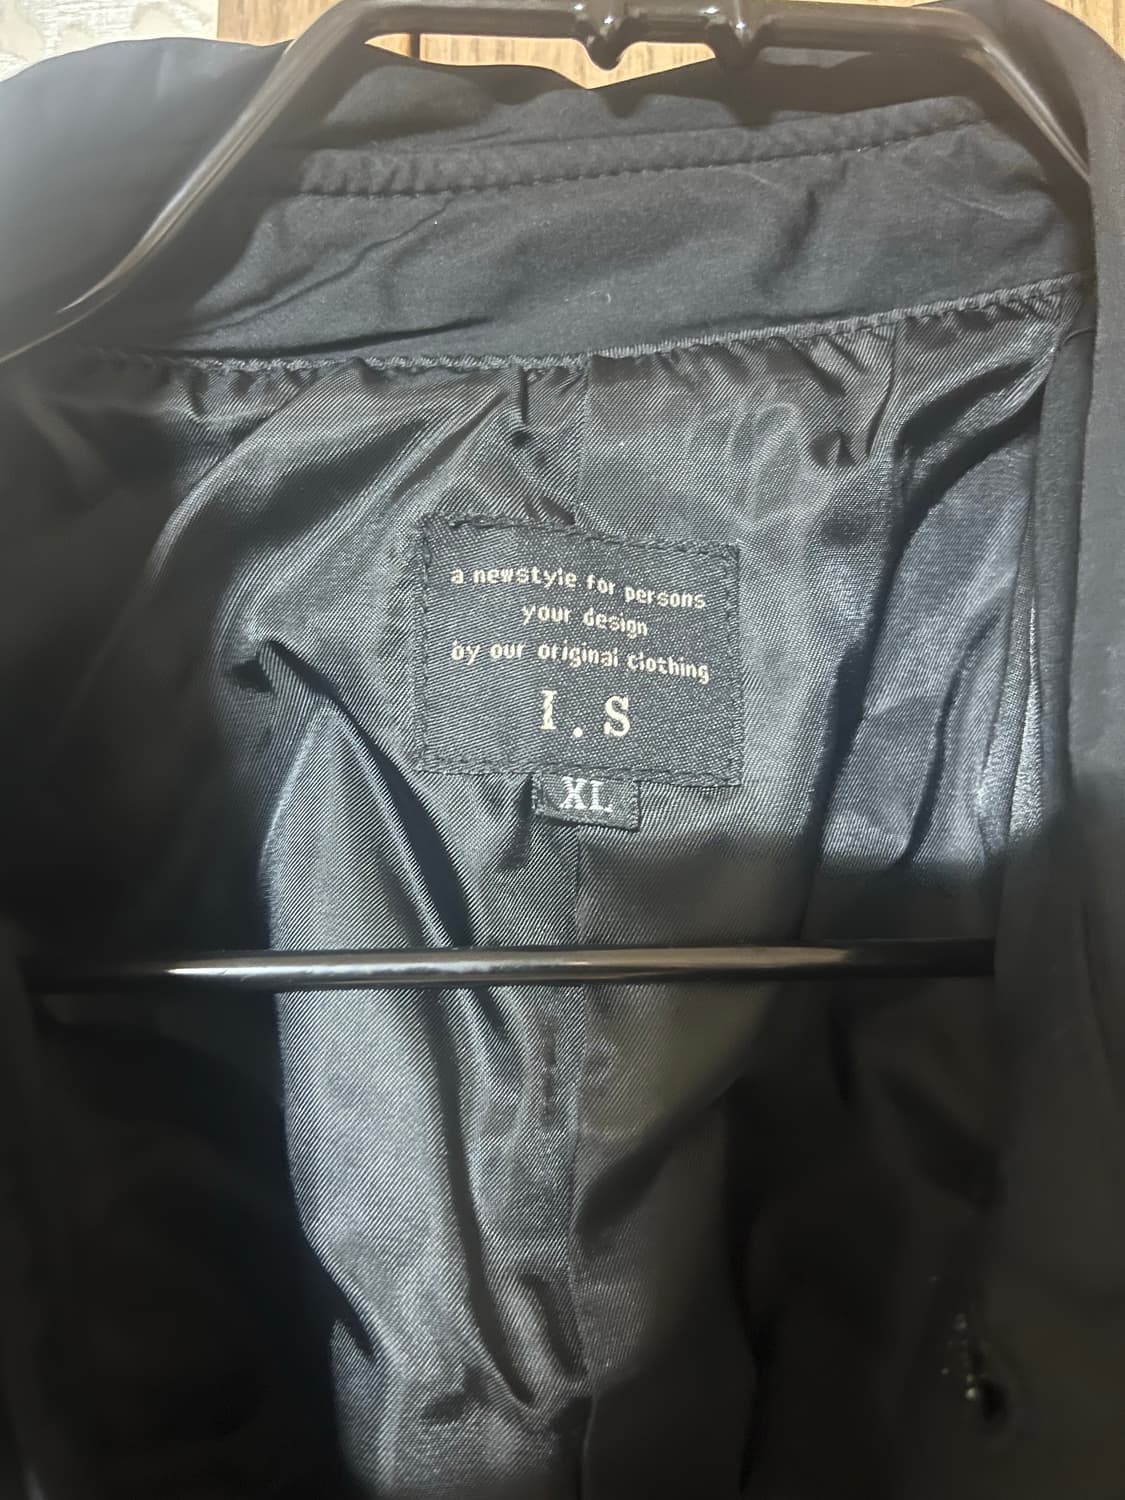 a newstyle for persons
your design
by our original clothing
I.S
XL